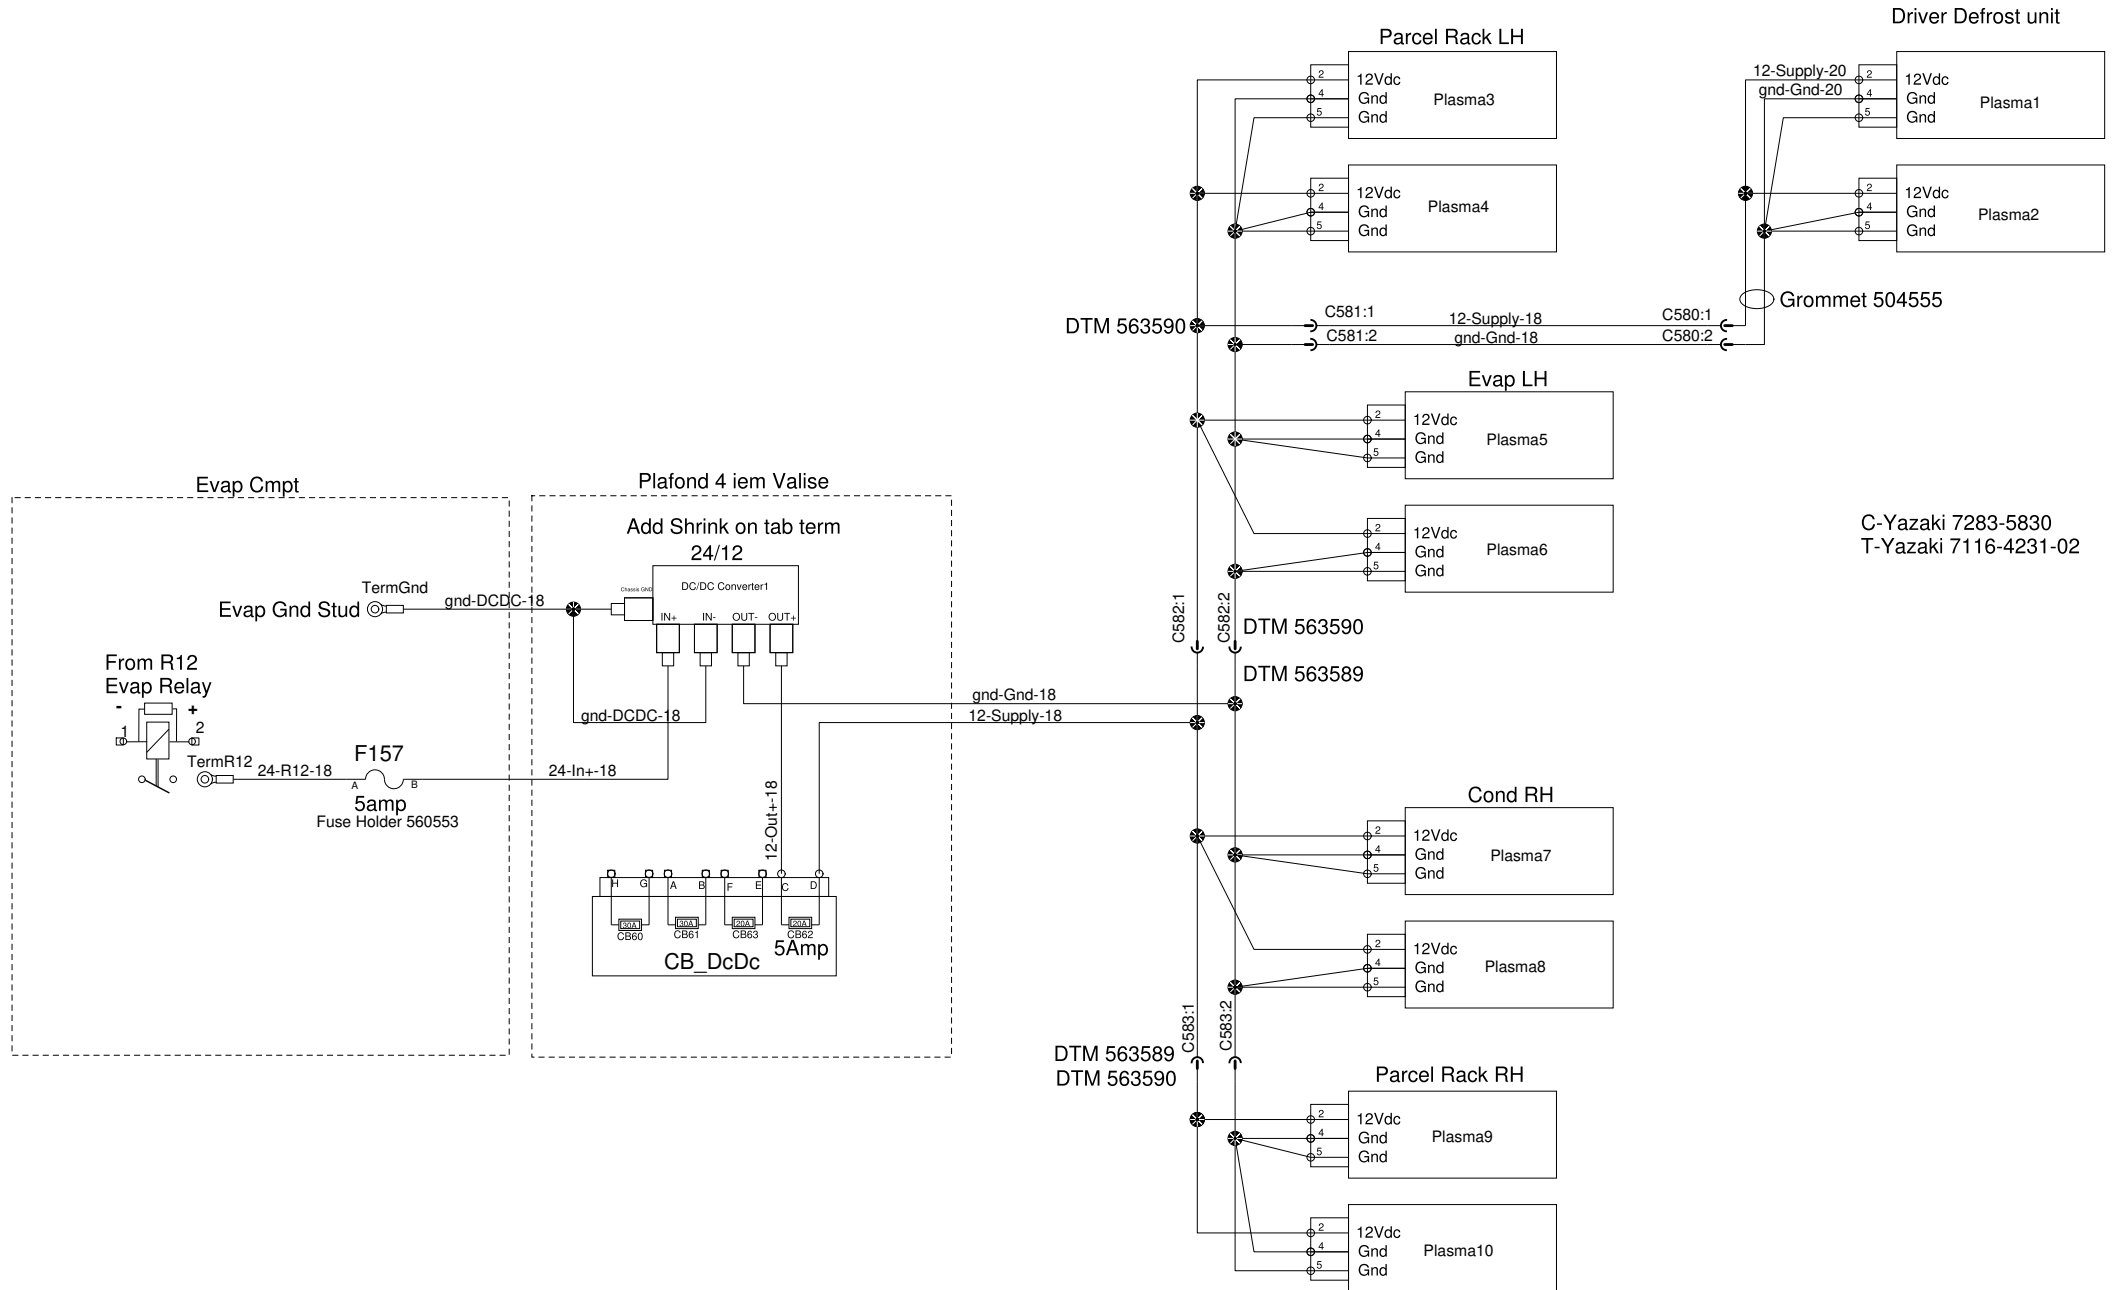 Driver Defrost unit
Parcel Rack LH
2 12Vdc
4 Gnd
5 Gnd
Plasma3
12-Supply-20
gnd-Gnd-20
2 12Vdc
4 Gnd
5 Gnd
Plasma1
2 12Vdc
4 Gnd
5 Gnd
Plasma4
2 12Vdc
4 Gnd
5 Gnd
Plasma2
Grommet 504555
DTM 563590
C581:1 12-Supply-18 C580:1
C581:2 gnd-Gnd-18 C580:2
Evap LH
2 12Vdc
4 Gnd
5 Gnd
Plasma5
2 12Vdc
4 Gnd
5 Gnd
Plasma6
C-Yazaki 7283-5830
T-Yazaki 7116-4231-02
C582:1
C582:2
DTM 563590
DTM 563589
Evap Cmpt
TermGnd
Evap Gnd Stud
gnd-DCDC-18
From R12
Evap Relay
- +
1 2
TermR12
24-R12-18
F157
A B
5amp
Fuse Holder 560553
Plafond 4 iem Valise
Add Shrink on tab term
24/12
Chassis GND
DC/DC Converter1
IN+ IN- OUT- OUT+
gnd-DCDC-18
24-In+-18
12-Out+-18
gnd-Gnd-18
12-Supply-18
H G A B F E C D
30A 30A 20A 20A
CB60 CB61 CB63 CB62
5Amp
CB_DcDc
Cond RH
2 12Vdc
4 Gnd
5 Gnd
Plasma7
2 12Vdc
4 Gnd
5 Gnd
Plasma8
C583:1
C583:2
DTM 563589
DTM 563590
Parcel Rack RH
2 12Vdc
4 Gnd
5 Gnd
Plasma9
2 12Vdc
4 Gnd
5 Gnd
Plasma10